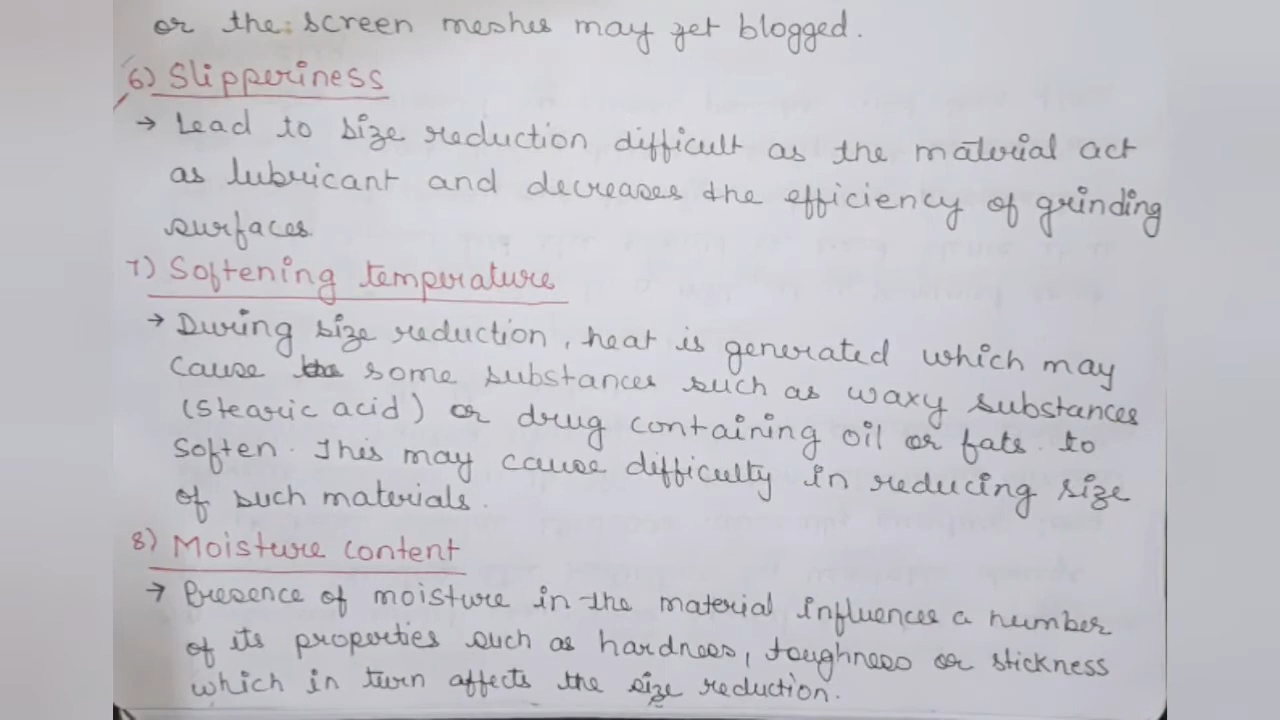 or the screen meshes may get blogged.
6) Slipperiness
→ Lead to size reduction difficult as the material act
as lubricant and decreases the efficiency of grinding
surfaces
7) Softening temperature
→ During size reduction, heat is generated which may
cause some substances such as waxy substances
(stearic acid) or drug containing oil or fats. to
soften. This may cause difficulty in reducing size
of such materials.
8) Moisture content
→ Presence of moisture in the material influences a number
of its properties such as hardness, toughness or stickness
which in turn affects the size reduction.